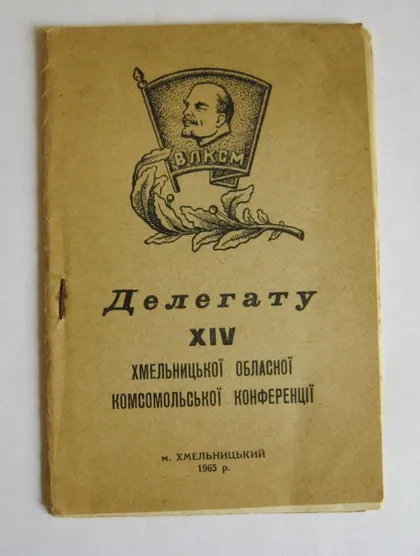 ВЛКСМ
Делегату
XIV
ХМЕЛЬНИЦЬКОЇ ОБЛАСНОЇ
КОМСОМОЛЬСЬКОЇ КОНФЕРЕНЦІЇ
м. ХМЕЛЬНИЦЬКИЙ
1965 р.